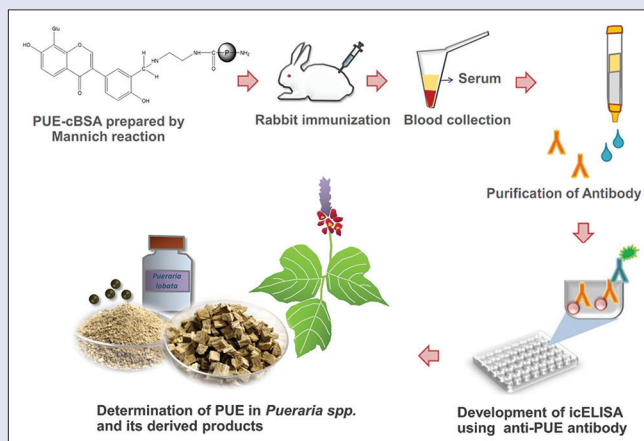 Glu
HO
O
O
OH
C
H
H
HN
NH
C
O
P
NH₂
PUE-cBSA prepared by
Mannich reaction
Rabbit immunization
Serum
Blood collection
Purification of Antibody
Pueraria
lobata
Determination of PUE in Pueraria spp.
and its derived products
Development of icELISA
using anti-PUE antibody